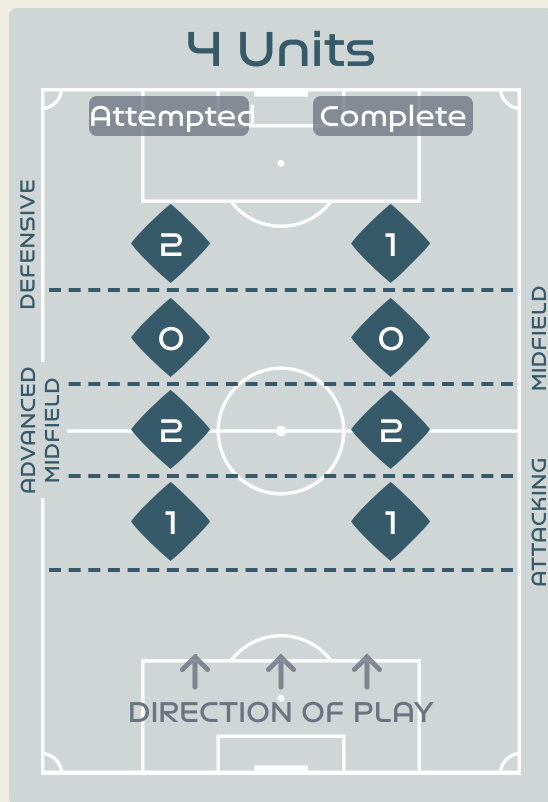 4 Units
Attempted
Complete
DEFENSIVE
2
1
MIDFIELD
0
0
ADVANCED
MIDFIELD
2
2
ATTACKING
1
1
DIRECTION OF PLAY